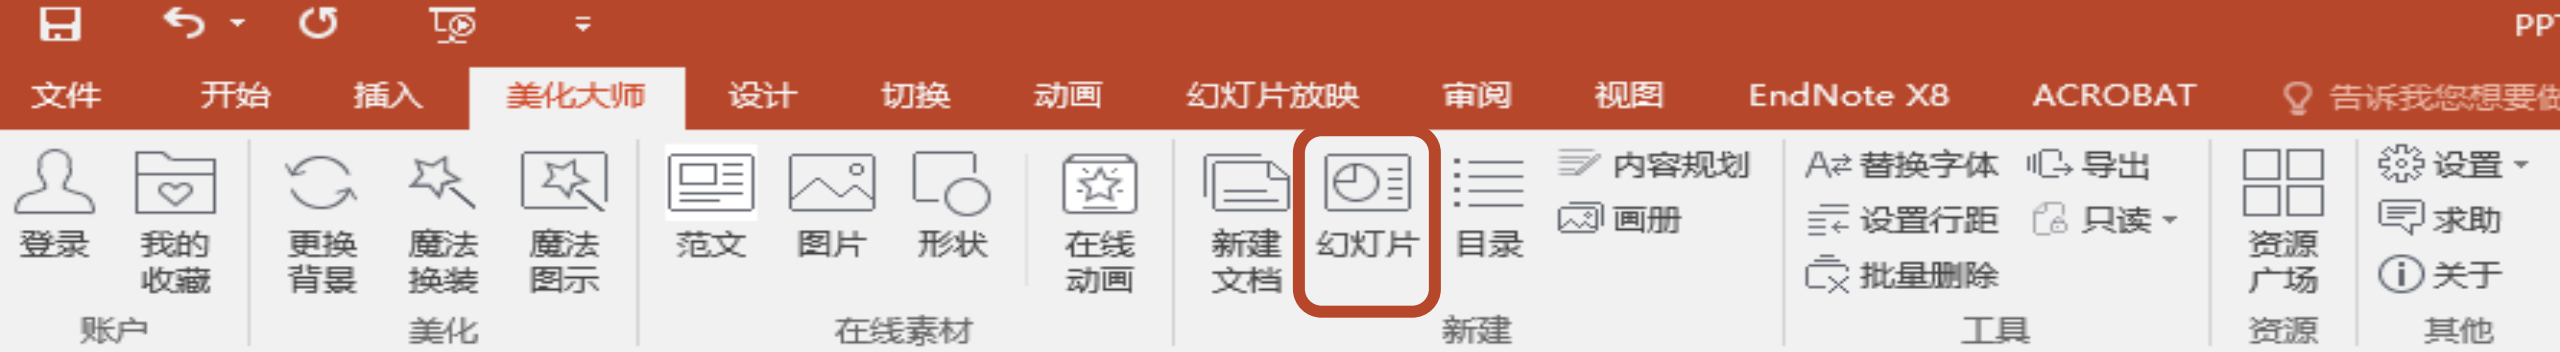 PPT
文件 开始 插入 美化大师 设计 切换 动画 幻灯片放映 审阅 视图 EndNote X8 ACROBAT 告诉我您想要做
登录 我的收藏 更换背景 魔法换装 魔法图示 范文 图片 形状 在线动画 新建文档 幻灯片 目录
内容规划
画册
替换字体 导出
设置行距 只读
批量删除
资源广场
设置
求助
关于
账户 美化 在线素材 新建 工具 资源 其他